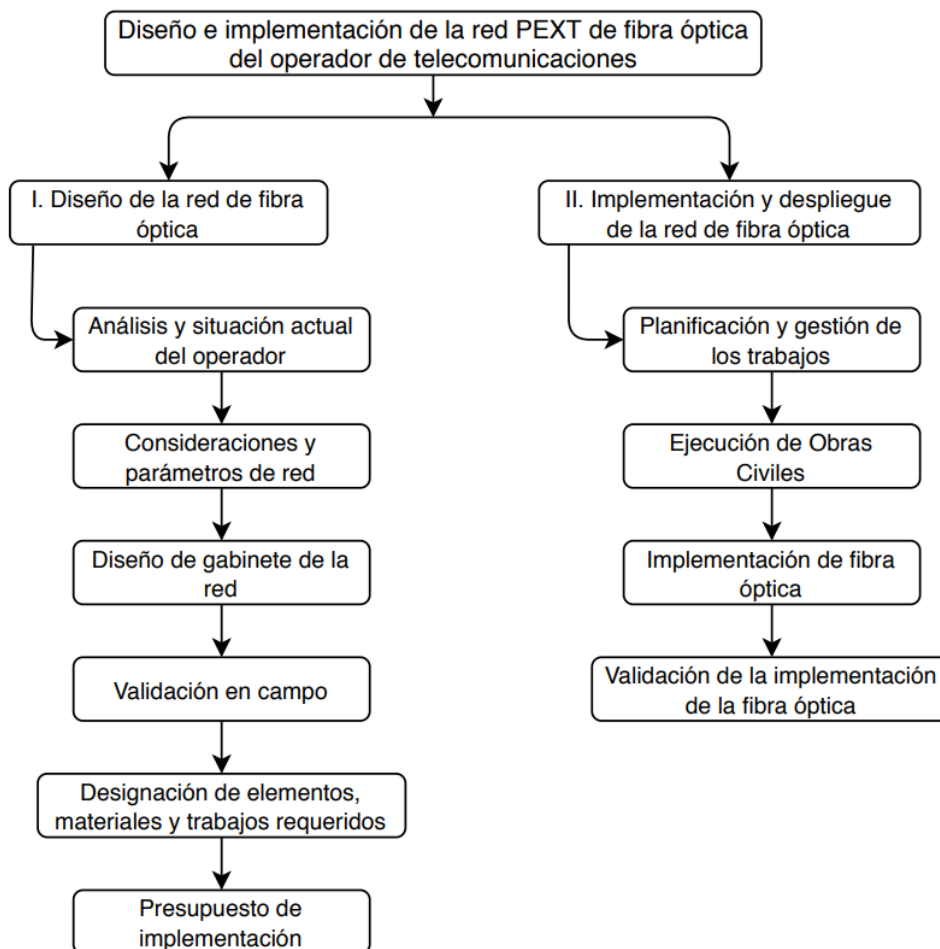 Diseño e implementación de la red PEXT de fibra óptica
del operador de telecomunicaciones
I. Diseño de la red de fibra
óptica
Análisis y situación actual
del operador
Consideraciones y
parámetros de red
Diseño de gabinete de la
red
Validación en campo
Designación de elementos,
materiales y trabajos requeridos
Presupuesto de
implementación
II. Implementación y despliegue
de la red de fibra óptica
Planificación y gestión de
los trabajos
Ejecución de Obras
Civiles
Implementación de fibra
óptica
Validación de la implementación
de la fibra óptica